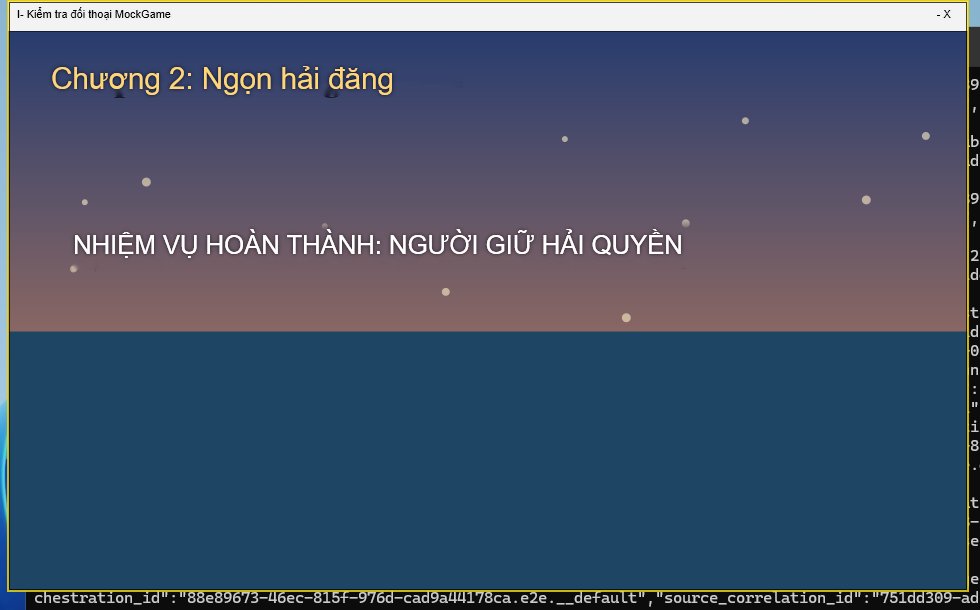 I- Kiểm tra đối thoại MockGame
- X
Chương 2: Ngọn hải đăng
NHIỆM VỤ HOÀN THÀNH: NGƯỜI GIỮ HẢI QUYỀN
chestration_id":"88e89673-46ec-815f-976d-cad9a44178ca.e2e.__default","source_correlation_id":"751dd309-ae